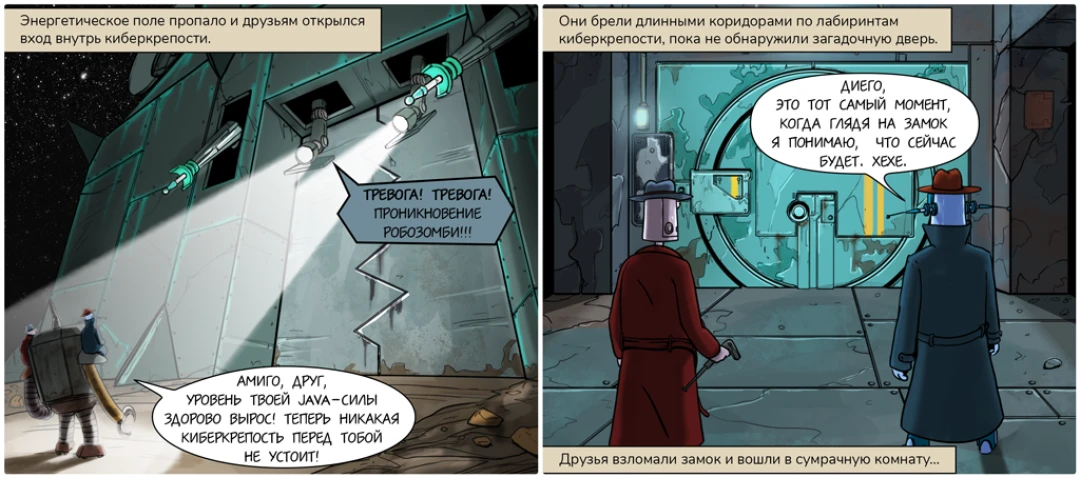 Энергетическое поле пропало и друзьям открылся
вход внутрь киберкрепости.
ТРЕВОГА! ТРЕВОГА!
ПРОНИКНОВЕНИЕ
РОБОЗОМБИ!!!
АМИГО, ДРУГ,
УРОВЕНЬ ТВОЕЙ JAVA-СИЛЫ
ЗДОРОВО ВЫРОС! ТЕПЕРЬ НИКАКАЯ
КИБЕРКРЕПОСТЬ ПЕРЕД ТОБОЙ
НЕ УСТОИТ!
Они брели длинными коридорами по лабиринтам
киберкрепости, пока не обнаружили загадочную дверь.
ДИЕГО,
ЭТО ТОТ САМЫЙ МОМЕНТ,
КОГДА ГЛЯДЯ НА ЗАМОК
Я ПОНИМАЮ, ЧТО СЕЙЧАС
БУДЕТ. ХЕХЕ.
Друзья взломали замок и вошли в сумрачную комнату...